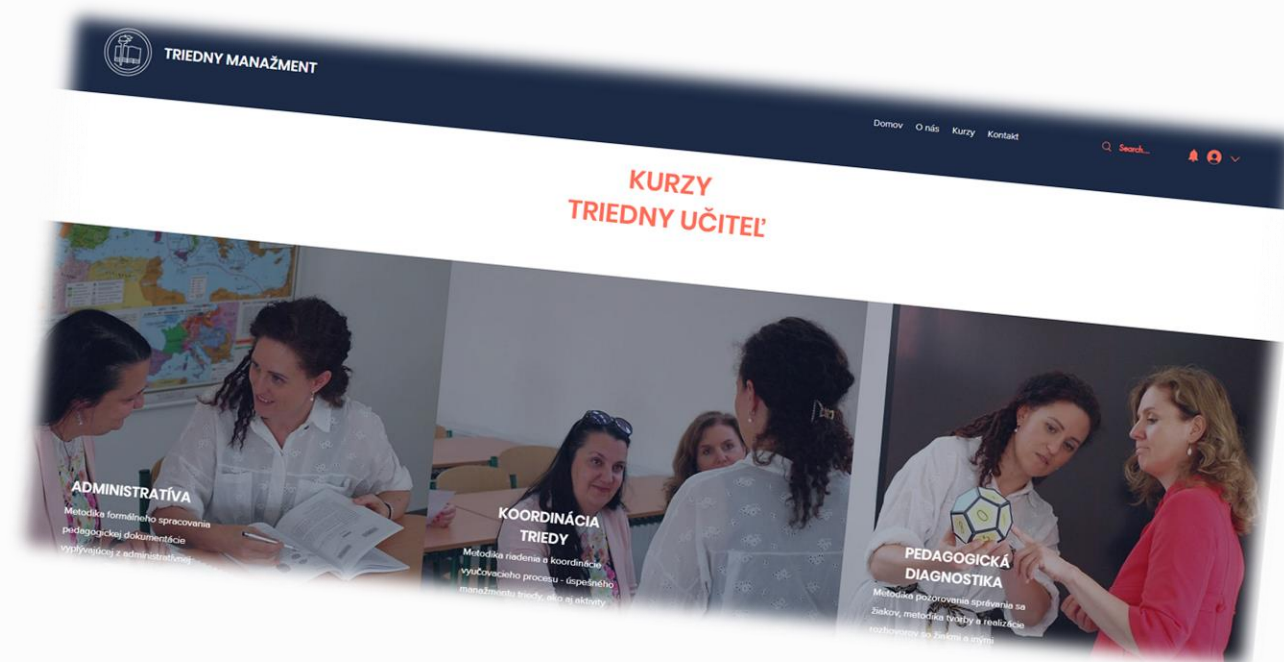 TRIEDNY MANAŽMENT
Domov O nás Kurzy Kontakt
Search...
KURZY
TRIEDNY UČITEĽ
ADMINISTRATÍVA
Metodika formálneho spracovania
pedagogickej dokumentácie
vyplývajúcej z administratívnej
KOORDINÁCIA
TRIEDY
Metodika riadenia a koordinácie
vyučovacieho procesu - úspešného
manažmentu triedy, ako aj aktivity
PEDAGOGICKÁ
DIAGNOSTIKA
Metodika pozorovania správania sa
žiakov, metodika tvorby a realizácie
rozhovorov so žiakmi a inými